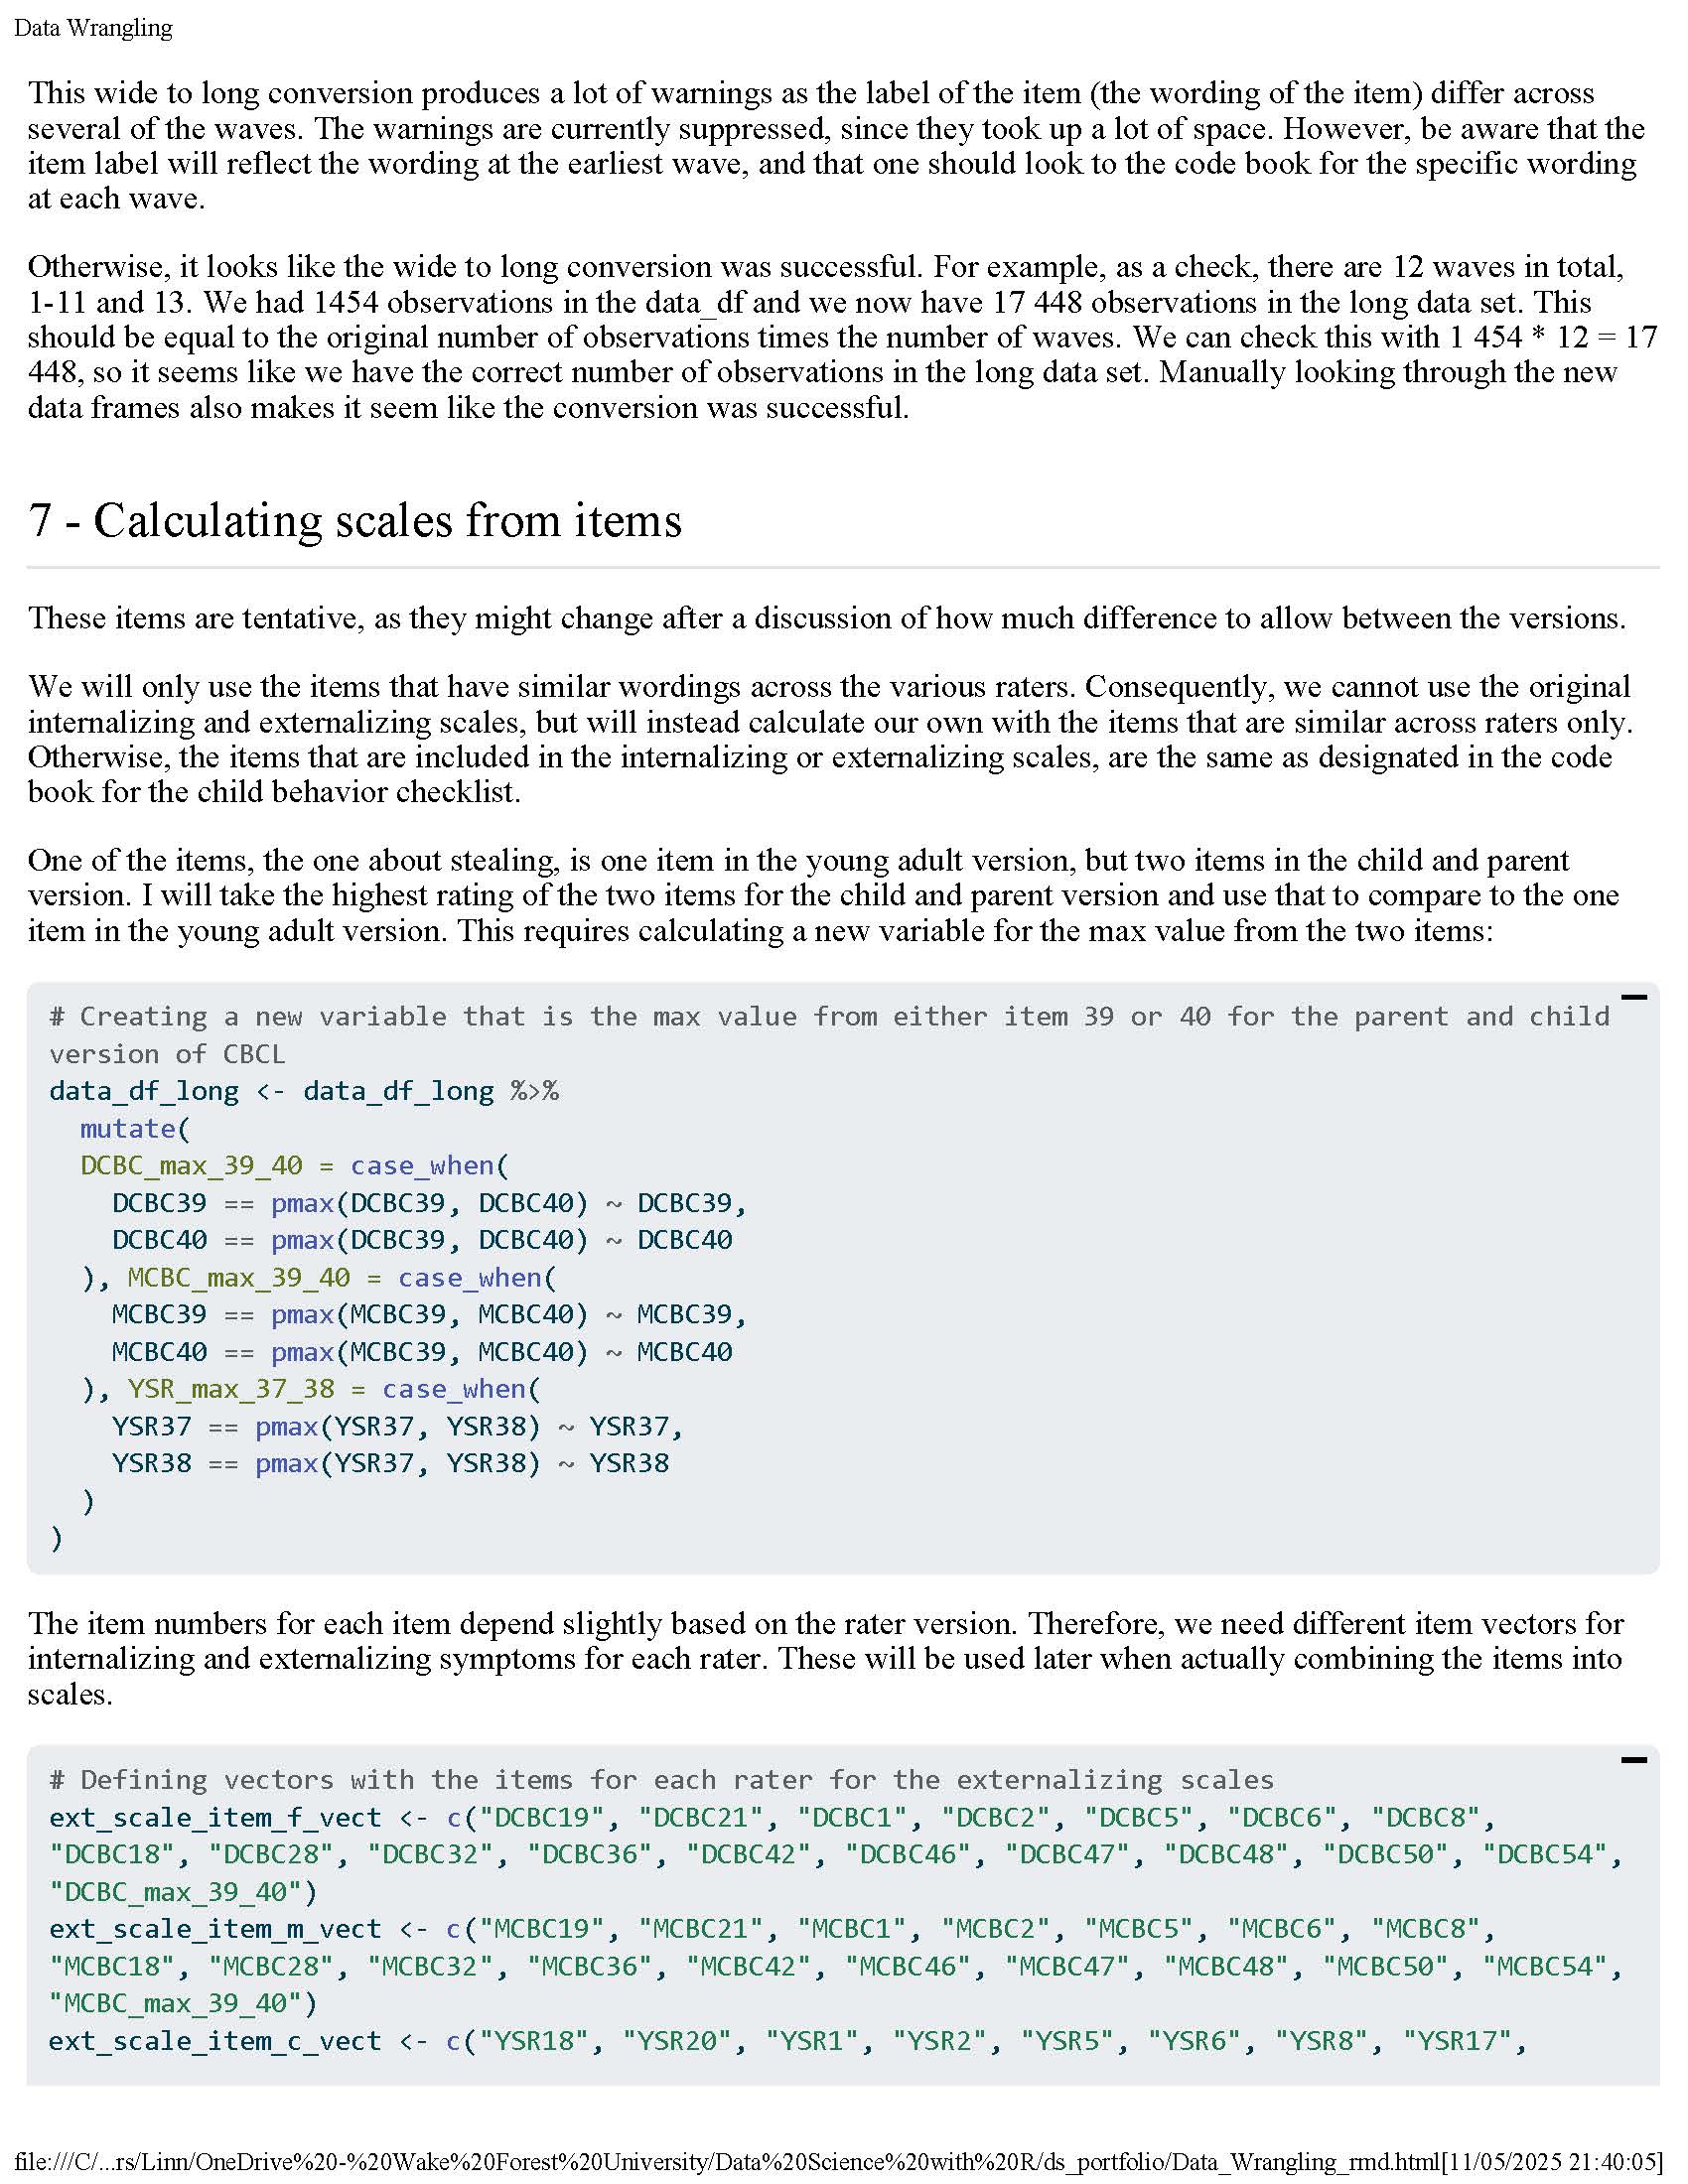 Data Wrangling
This wide to long conversion produces a lot of warnings as the label of the item (the wording of the item) differ across
several of the waves. The warnings are currently suppressed, since they took up a lot of space. However, be aware that the
item label will reflect the wording at the earliest wave, and that one should look to the code book for the specific wording
at each wave.
Otherwise, it looks like the wide to long conversion was successful. For example, as a check, there are 12 waves in total,
1-11 and 13. We had 1454 observations in the data_df and we now have 17 448 observations in the long data set. This
should be equal to the original number of observations times the number of waves. We can check this with 1 454 * 12 = 17
448, so it seems like we have the correct number of observations in the long data set. Manually looking through the new
data frames also makes it seem like the conversion was successful.
7 - Calculating scales from items
These items are tentative, as they might change after a discussion of how much difference to allow between the versions.
We will only use the items that have similar wordings across the various raters. Consequently, we cannot use the original
internalizing and externalizing scales, but will instead calculate our own with the items that are similar across raters only.
Otherwise, the items that are included in the internalizing or externalizing scales, are the same as designated in the code
book for the child behavior checklist.
One of the items, the one about stealing, is one item in the young adult version, but two items in the child and parent
version. I will take the highest rating of the two items for the child and parent version and use that to compare to the one
item in the young adult version. This requires calculating a new variable for the max value from the two items:
# Creating a new variable that is the max value from either item 39 or 40 for the parent and child
version of CBCL
data_df_long <- data_df_long %>%
  mutate(
  DCBC_max_39_40 = case_when(
    DCBC39 == pmax(DCBC39, DCBC40) ~ DCBC39,
    DCBC40 == pmax(DCBC39, DCBC40) ~ DCBC40
  ), MCBC_max_39_40 = case_when(
    MCBC39 == pmax(MCBC39, MCBC40) ~ MCBC39,
    MCBC40 == pmax(MCBC39, MCBC40) ~ MCBC40
  ), YSR_max_37_38 = case_when(
    YSR37 == pmax(YSR37, YSR38) ~ YSR37,
    YSR38 == pmax(YSR37, YSR38) ~ YSR38
  )
)
The item numbers for each item depend slightly based on the rater version. Therefore, we need different item vectors for
internalizing and externalizing symptoms for each rater. These will be used later when actually combining the items into
scales.
# Defining vectors with the items for each rater for the externalizing scales
ext_scale_item_f_vect <- c("DCBC19", "DCBC21", "DCBC1", "DCBC2", "DCBC5", "DCBC6", "DCBC8",
"DCBC18", "DCBC28", "DCBC32", "DCBC36", "DCBC42", "DCBC46", "DCBC47", "DCBC48", "DCBC50", "DCBC54",
"DCBC_max_39_40")
ext_scale_item_m_vect <- c("MCBC19", "MCBC21", "MCBC1", "MCBC2", "MCBC5", "MCBC6", "MCBC8",
"MCBC18", "MCBC28", "MCBC32", "MCBC36", "MCBC42", "MCBC46", "MCBC47", "MCBC48", "MCBC50", "MCBC54",
"MCBC_max_39_40")
ext_scale_item_c_vect <- c("YSR18", "YSR20", "YSR1", "YSR2", "YSR5", "YSR6", "YSR8", "YSR17",
file:///C/...rs/Linn/OneDrive%20-%20Wake%20Forest%20University/Data%20Science%20with%20R/ds_portfolio/Data_Wrangling_rmd.html[11/05/2025 21:40:05]